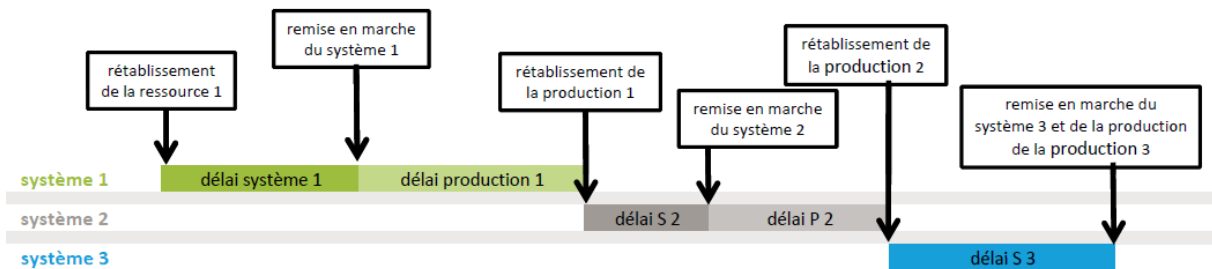 remise en marche
du système 1
rétablissement de
la production 2
rétablissement
de la ressource 1
rétablissement de
la production 1
remise en marche
du système 2
remise en marche du
système 3 et de la production
de la production 3
système 1
délai système 1
délai production 1
système 2
délai S 2
délai P 2
système 3
délai S 3